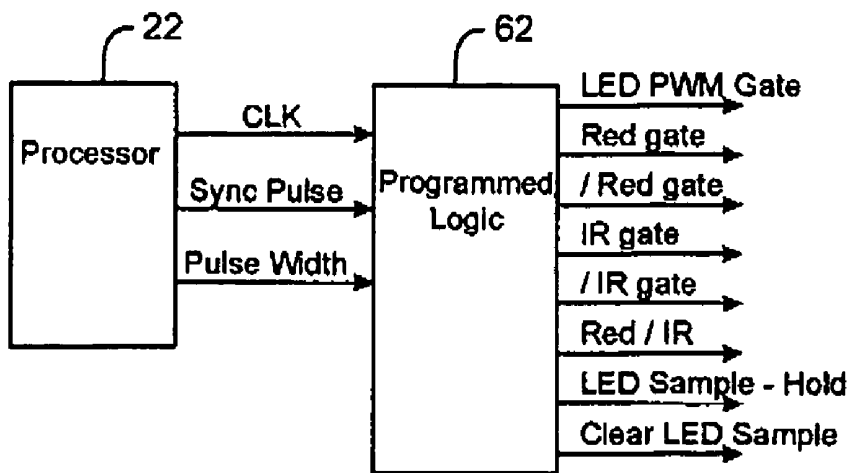 22
62
Processor
CLK
Sync Pulse
Pulse Width
Programmed
Logic
LED PWM Gate
Red gate
/ Red gate
IR gate
/ IR gate
Red / IR
LED Sample - Hold
Clear LED Sample